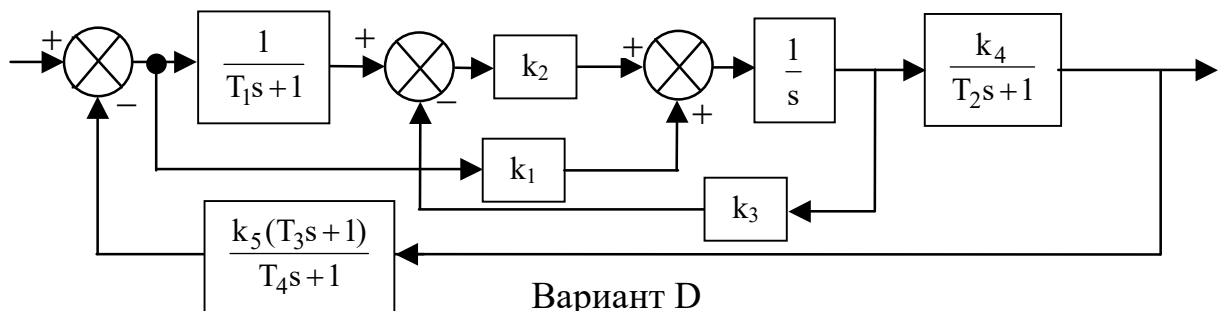 +
1
T₁s+1
+
k₂
+
1
s
k₄
T₂s+1
−
−
+
k₁
k₃
k₅(T₃s+1)
T₄s+1
Вариант D